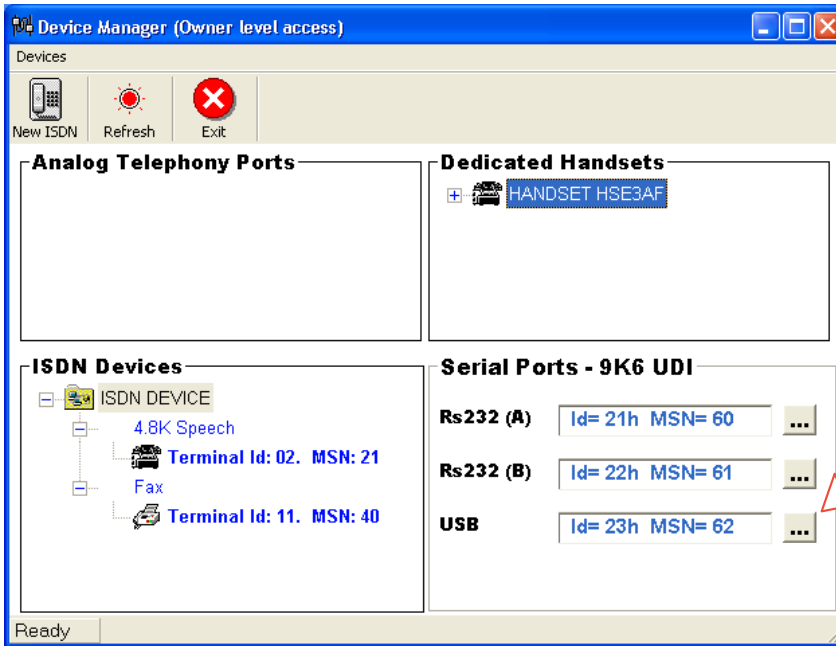 Device Manager (Owner level access)
Devices
New ISDN Refresh Exit
Analog Telephony Ports
Dedicated Handsets
HANDSET HSE3AF
ISDN Devices
ISDN DEVICE
4.8K Speech
Terminal Id: 02. MSN: 21
Fax
Terminal Id: 11. MSN: 40
Serial Ports - 9K6 UDI
Rs232 (A) Id= 21h MSN= 60 ...
Rs232 (B) Id= 22h MSN= 61 ...
USB Id= 23h MSN= 62 ...
Ready